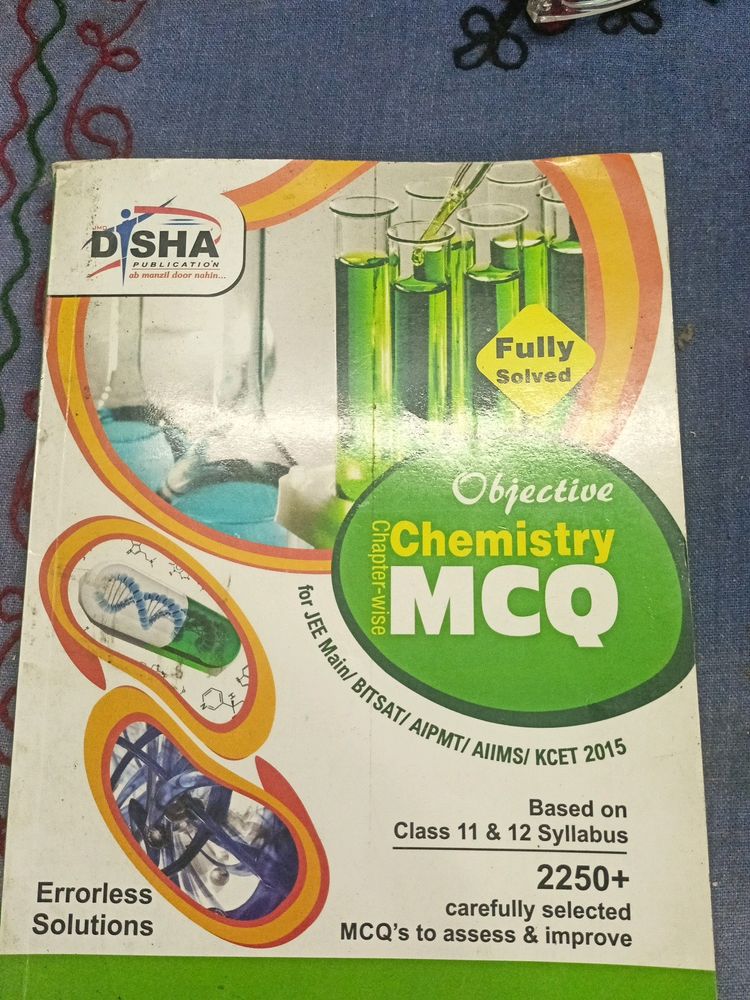 JMD
DISHA
PUBLICATION
ab manzil door nahin...
Fully
Solved
Objective
Chapter-wise
Chemistry
MCQ
for JEE Main/ BITSAT/ AIPMT/ AIIMS/ KCET 2015
Based on
Class 11 & 12 Syllabus
2250+
carefully selected
MCQ's to assess & improve
Errorless
Solutions